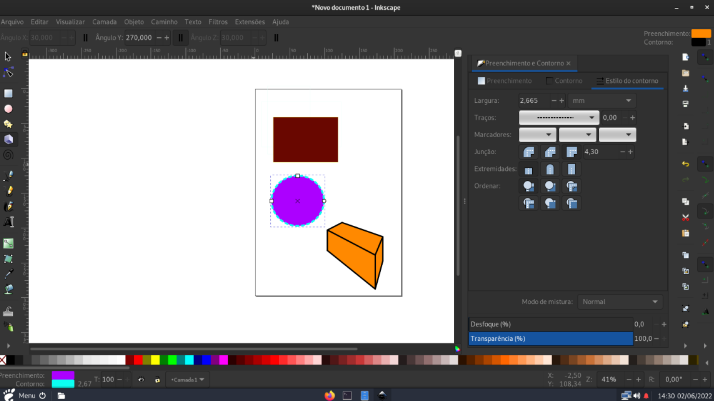 *Novo documento 1 - Inkscape
Arquivo Editar Visualizar Camada Objeto Caminho Texto Filtros Extensões Ajuda
Ângulo X: 30,000 Ângulo Y: 270,000 Ângulo Z: 30,000
Preenchimento:
Contorno: 1
Preenchimento e Contorno
Preenchimento Contorno Estilo do contorno
Largura: 2,665 mm
Traços: 0,00
Marcadores:
Junção: 4,30
Extremidades:
Ordenar:
Modo de mistura: Normal
Desfoque (%) 0,0
Transparência (%) 100,0
Preenchimento:
Contorno: 2,67
T: 100
•Camada1
X: -2,50
Y: 108,34
Z: 41%
R: 0,00°
Menu
14:30 02/06/2022